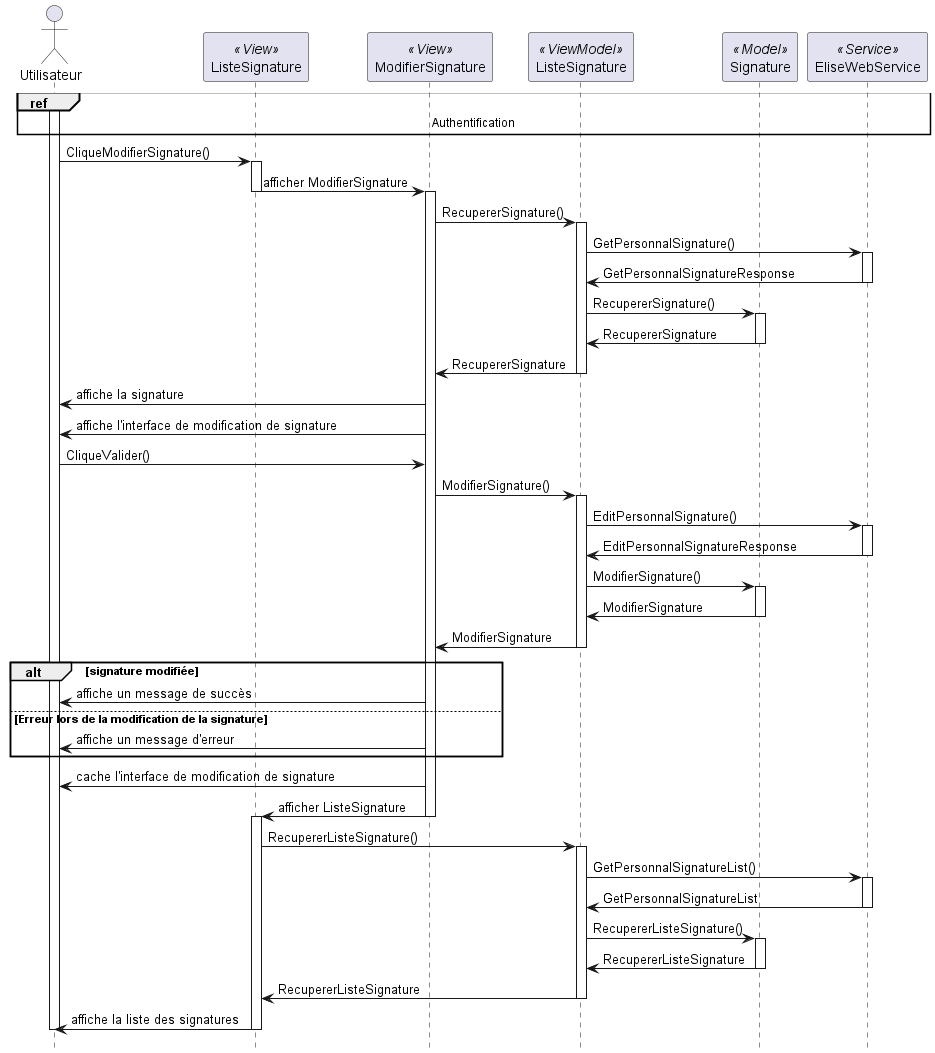 Utilisateur
« View»
ListeSignature
« View»
ModifierSignature
« ViewModel»
ListeSignature
« Model»
Signature
« Service»
EliseWebService
ref
Authentification
CliqueModifierSignature()
afficher ModifierSignature
RecupererSignature()
GetPersonnalSignature()
GetPersonnalSignatureResponse
RecupererSignature()
RecupererSignature
RecupererSignature
affiche la signature
affiche l'interface de modification de signature
CliqueValider()
ModifierSignature()
EditPersonnalSignature()
EditPersonnalSignatureResponse
ModifierSignature()
ModifierSignature
ModifierSignature
alt [signature modifiée]
affiche un message de succès
[Erreur lors de la modification de la signature]
affiche un message d'erreur
cache l'interface de modification de signature
afficher ListeSignature
RecupererListeSignature()
GetPersonnalSignatureList()
GetPersonnalSignatureList
RecupererListeSignature()
RecupererListeSignature
RecupererListeSignature
affiche la liste des signatures